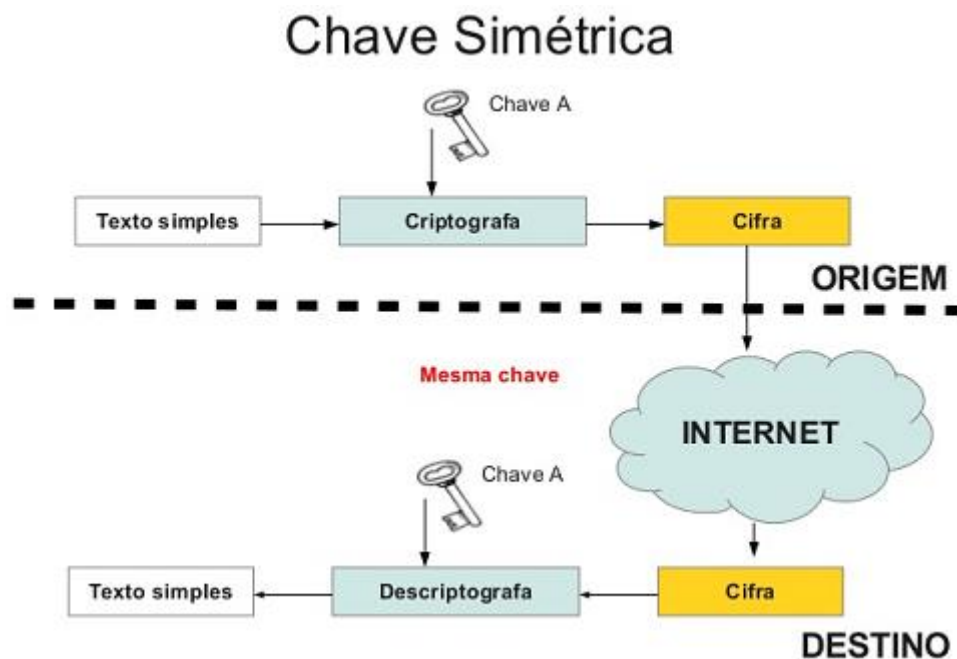 Chave Simétrica
Chave A
Texto simples
Criptografa
Cifra
ORIGEM
Mesma chave
INTERNET
Chave A
Texto simples
Descriptografa
Cifra
DESTINO